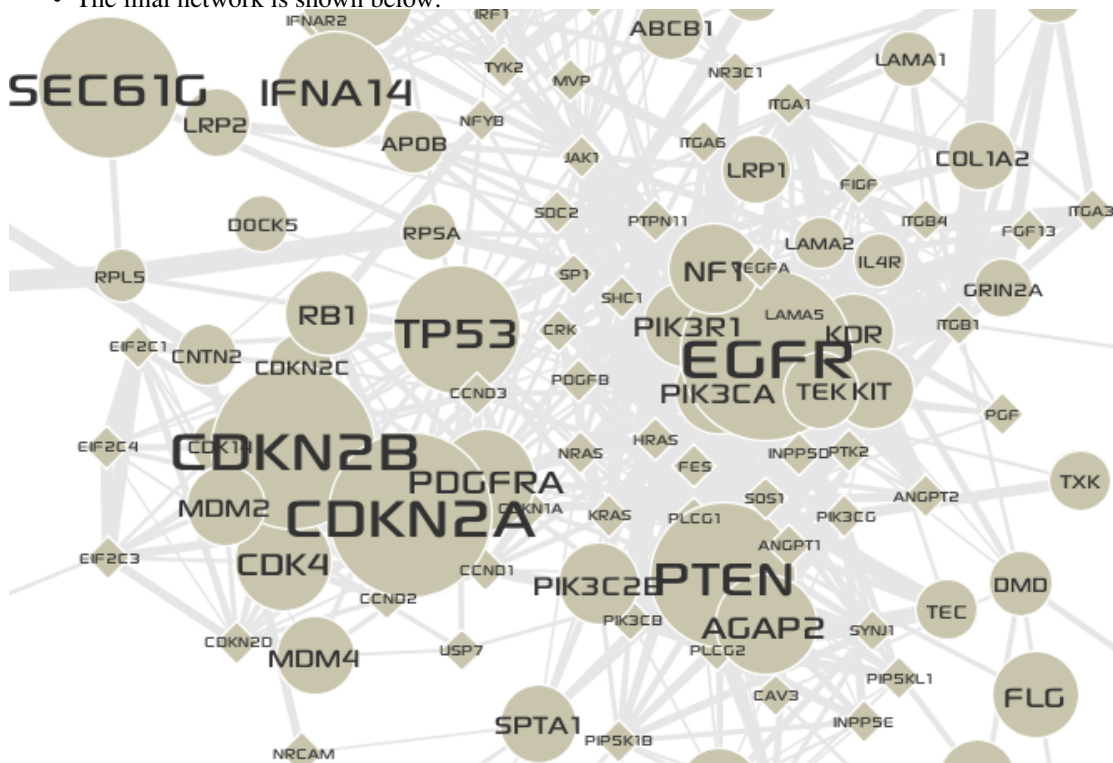 • The final network is shown below.
IFNAR2
IRF1
ABCB1
TYK2
MVP
NR3C1
LAMA1
SEC61G
IFNA14
LRP2
NFYB
ITGA1
APOB
ITGA6
JAK1
LRP1
COL1A2
FIGF
DOCK5
RPSA
SDC2
PTPN11
LAMA2
ITGB4
FGF13
ITGA3
RPL5
SP1
NF1
VEGFA
IL4R
SHC1
GRIN2A
RB1
TP53
CRK
PIK3R1
LAMA5
KDR
ITGB1
EIF2C1
CNTN2
CDKN2C
EGFR
CCND3
PDGFB
PIK3CA
TEK
KIT
PGF
EIF2C4
CDK14
CDKN2B
NRAS
HRAS
FES
INPP5D
PTK2
PDGFRA
TXK
MDM2
CDKN2A
CDKN1A
KRAS
PLCG1
SOS1
PIK3CG
ANGPT2
EIF2C3
CDK4
CCND1
ANGPT1
PIK3C2B
PTEN
DMD
CCND2
TEC
CDKN2D
PIK3CB
AGAP2
SYNJ1
MDM4
USP7
PLCG2
PIP5KL1
CAV3
FLG
SPTA1
INPP5E
PIP5K1B
NRCAM